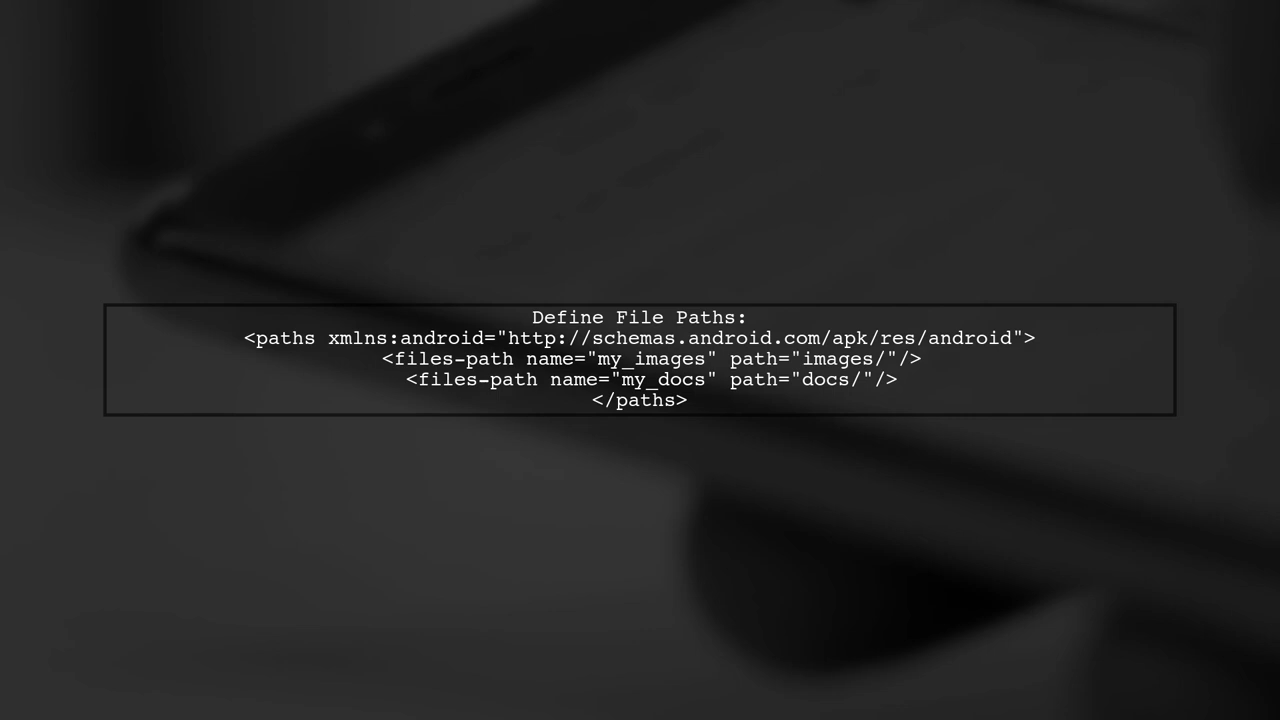 Define File Paths:
<paths xmlns:android="http://schemas.android.com/apk/res/android">
<files-path name="my_images" path="images/"/>
<files-path name="my_docs" path="docs/"/>
</paths>